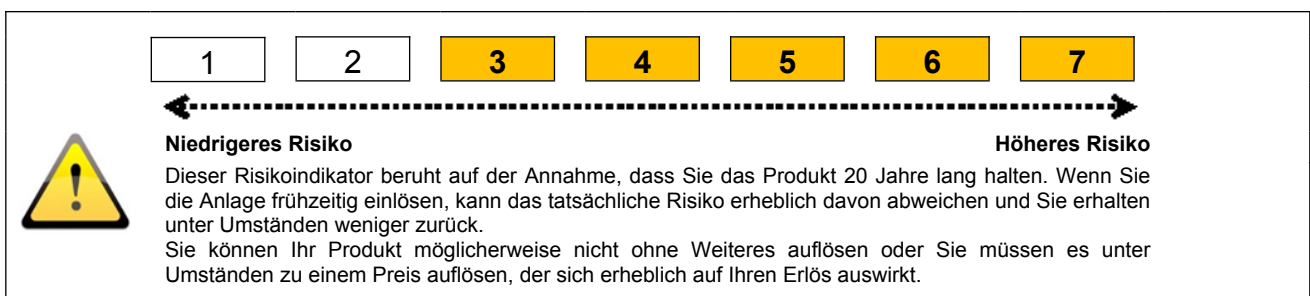 1 2 3 4 5 6 7
Niedrigeres Risiko Höheres Risiko
Dieser Risikoindikator beruht auf der Annahme, dass Sie das Produkt 20 Jahre lang halten. Wenn Sie
die Anlage frühzeitig einlösen, kann das tatsächliche Risiko erheblich davon abweichen und Sie erhalten
unter Umständen weniger zurück.
Sie können Ihr Produkt möglicherweise nicht ohne Weiteres auflösen oder Sie müssen es unter
Umständen zu einem Preis auflösen, der sich erheblich auf Ihren Erlös auswirkt.